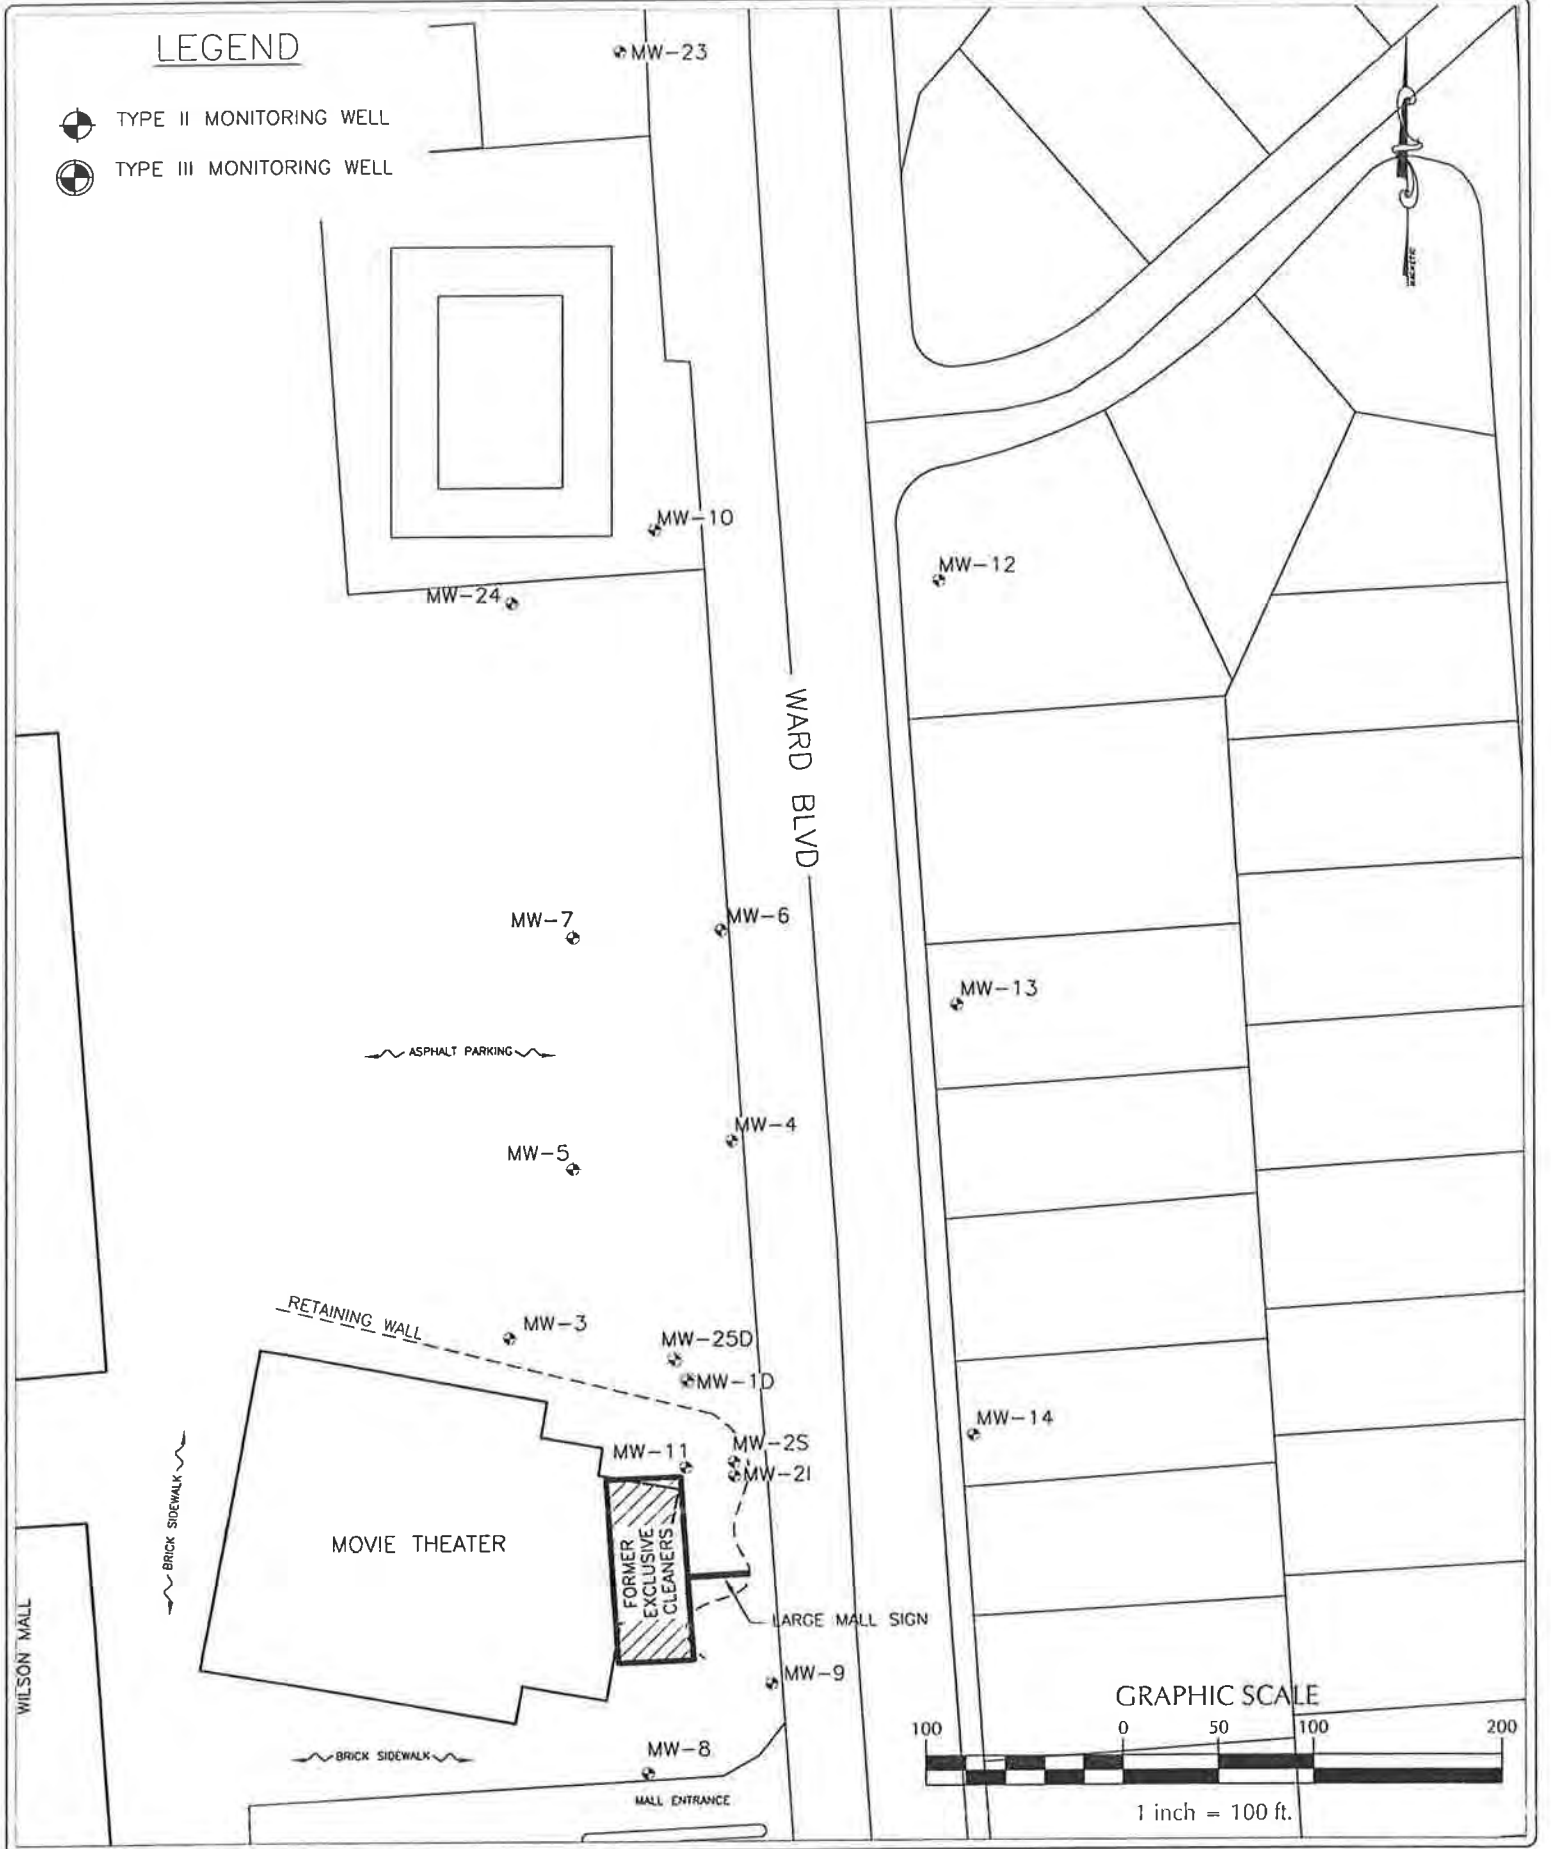 LEGEND
TYPE II MONITORING WELL
TYPE III MONITORING WELL
MW-23
MW-10
MW-24
MW-12
WARD BLVD
MW-7
MW-6
MW-13
ASPHALT PARKING
MW-4
MW-5
RETAINING WALL
MW-3
MW-25D
MW-1D
MW-14
MW-2S
MW-11
MW-2I
BRICK SIDEWALK
MOVIE THEATER
FORMER
EXCLUSIVE
CLEANERS
LARGE MALL SIGN
WILSON MALL
MW-9
GRAPHIC SCALE
100 0 50 100 200
1 inch = 100 ft.
MW-8
BRICK SIDEWALK
MALL ENTRANCE